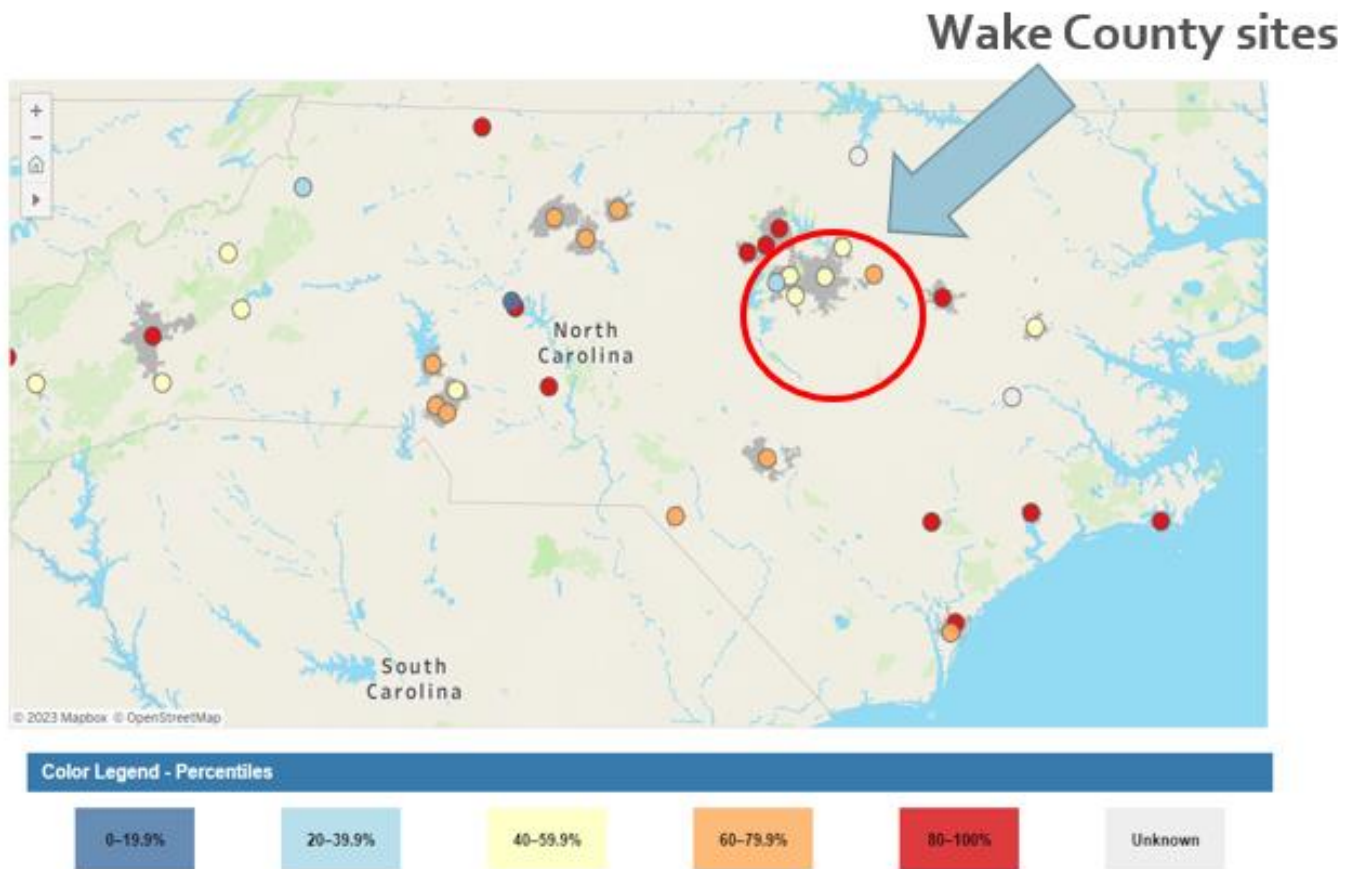 Wake County sites
+
−
North
Carolina
South
Carolina
© 2023 Mapbox © OpenStreetMap
Color Legend - Percentiles
0–19.9%
20–39.9%
40–59.9%
60–79.9%
80–100%
Unknown